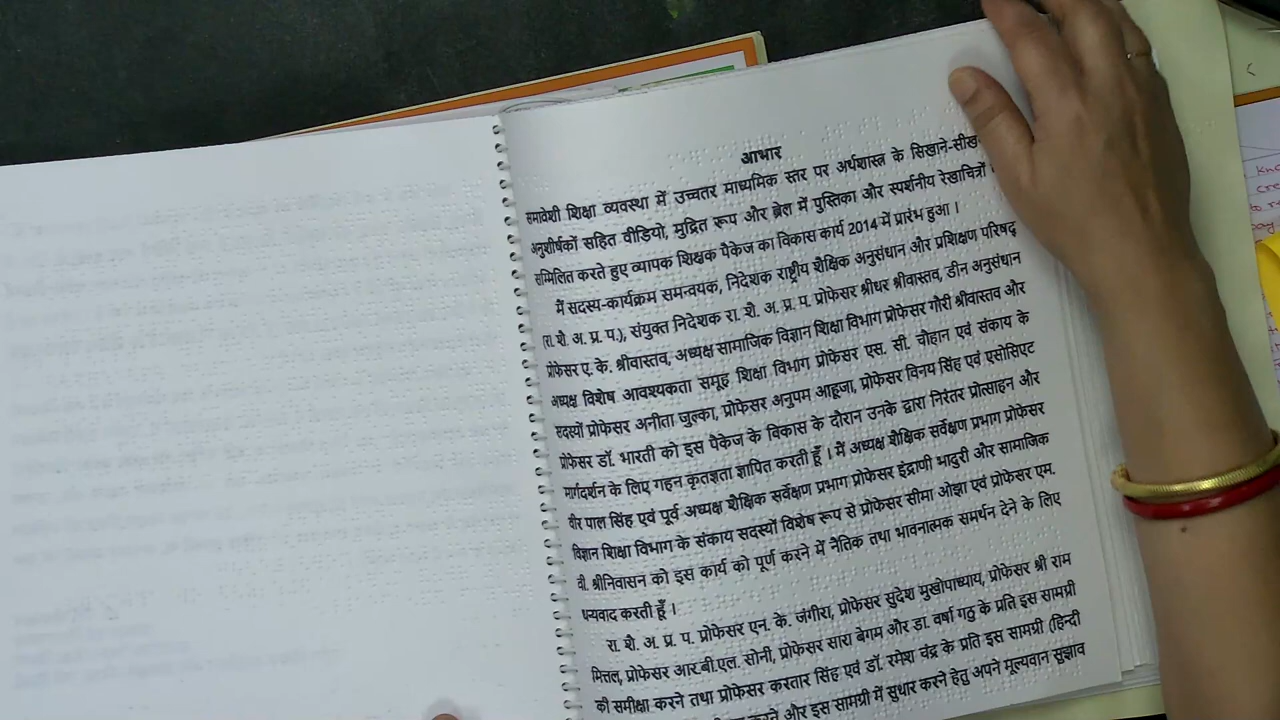 आभार
समावेशी शिक्षा व्यवस्था में उच्चतर माध्यमिक स्तर पर अर्थशास्त्र के सिखाने-सीख
अनुशीर्षकों सहित वीडियो, मुद्रित रूप और ब्रेल में पुस्तिका और स्पर्शनीय रेखाचित्रों
सम्मिलित करते हुए व्यापक शिक्षक पैकेज का विकास कार्य 2014 में प्रारंभ हुआ ।
में सदस्य-कार्यक्रम समन्वयक, निदेशक राष्ट्रीय शैक्षिक अनुसंधान और प्रशिक्षण परिषद्
(रा. शै. अ. प्र. प.), संयुक्त निदेशक रा. शे. अ. प्र. प. प्रोफेसर श्रीधर श्रीवास्तव, डीन अनुसंधान
प्रोफेसर ए. के. श्रीवास्तव, अध्यक्ष सामाजिक विज्ञान शिक्षा विभाग प्रोफेसर गौरी श्रीवास्तव और
अध्यक्ष विशेष आवश्यकता समूह शिक्षा विभाग प्रोफेसर एस. सी. चौहान एवं संकाय के
सदस्यों प्रोफेसर अनीता जुल्का, प्रोफेसर अनुपम आहूजा, प्रोफेसर विनय सिंह एवं एसोसिएट
प्रोफेसर डॉ. भारती को इस पैकेज के विकास के दौरान उनके द्वारा निरंतर प्रोत्साहन और
मार्गदर्शन के लिए गहन कृतज्ञता ज्ञापित करती हूँ । मैं अध्यक्ष शैक्षिक सर्वेक्षण प्रभाग प्रोफेसर
वीर पाल सिंह एवं पूर्व अध्यक्ष शैक्षिक सर्वेक्षण प्रभाग प्रोफेसर इंद्राणी भादुरी और सामाजिक
विज्ञान शिक्षा विभाग के संकाय सदस्यों विशेष रूप से प्रोफेसर सीमा ओझा एवं प्रोफेसर एम.
वी. श्रीनिवासन को इस कार्य को पूर्ण करने में नैतिक तथा भावनात्मक समर्थन देने के लिए
धन्यवाद करती हूँ ।
रा. शै. अ. प्र. प. प्रोफेसर एन. के. जंगीरा, प्रोफेसर सुदेश मुखोपाध्याय, प्रोफेसर श्री राम
मित्तल, प्रोफेसर आर.बी.एल. सोनी, प्रोफेसर सारा बेगम और डा. वर्षा गठु के प्रति इस सामग्री
की समीक्षा करने तथा प्रोफेसर करतार सिंह एवं डॉ. रमेश चंद्र के प्रति इस सामग्री (हिन्दी
करने और इस सामग्री में सुधार करने हेतु अपने मूल्यवान सुझाव